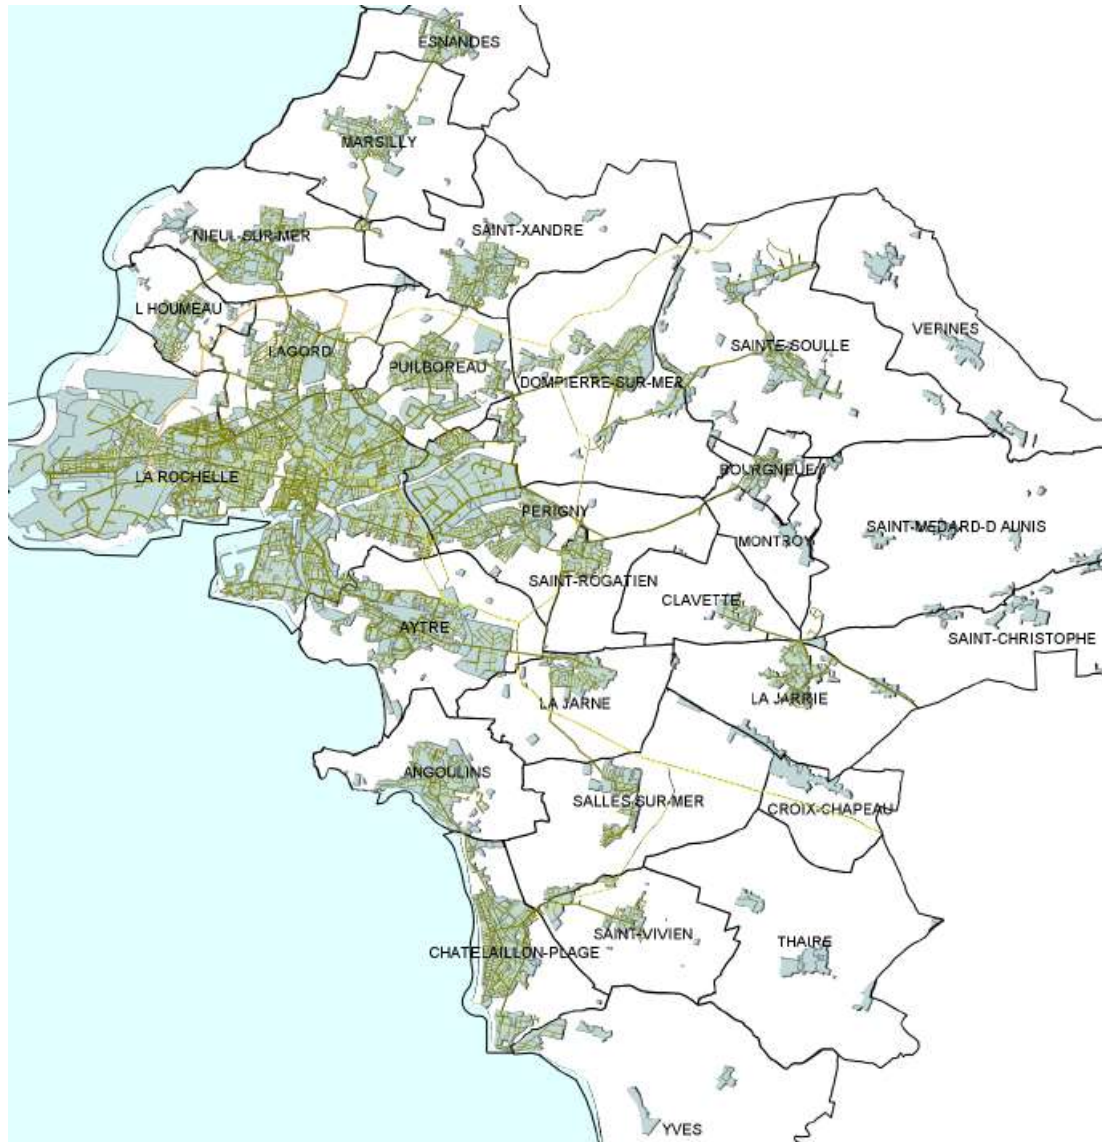 ESNANDES
MARSILLY
SAINT-XANDRE
NIEUL-SUR-MER
L HOUMEAU
VERINES
SAINTE-SOULLE
LAGORD
PUILBOREAU
DOMPIERRE-SUR-MER
BOURGNEUF
LA ROCHELLE
PERIGNY
SAINT-MEDARD-D AUNIS
MONTROY
SAINT-ROGATIEN
CLAVETTE
AYTRE
SAINT-CHRISTOPHE
LA JARNE
LA JARRIE
ANGOULINS
SALLES-SUR-MER
CROIX-CHAPEAU
SAINT-VIVIEN
THAIRE
CHATELAILLON-PLAGE
YVES